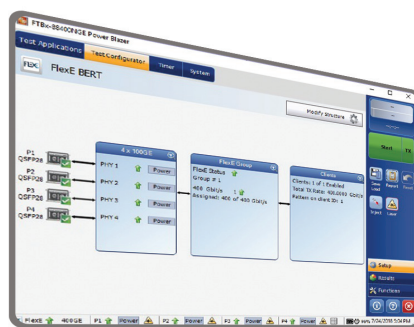 FTBx-88400NGE Power Blazer
Test Applications
Test Configurator
Timer
System
FlexE BERT
Modify Structure
4 x 100GE
PHY 1
Power
PHY 2
Power
PHY 3
Power
PHY 4
Power
P1
QSFP28
P2
QSFP28
P3
QSFP28
P4
QSFP28
FlexE Group
FlexE Status
Group # 1
400 Gbit/s
Assigned: 400 of 400 Gbit/s
Clients
Clients: 1 of 1 Enabled
Total TX Rate: 400.0000 Gbit/s
Pattern on client ID: 1
Start
TX
Save
Load
Report
Inject
Laser
Setup
Results
Functions
FlexE
400GE
P1
Power
P2
Power
P3
Power
P4
Power